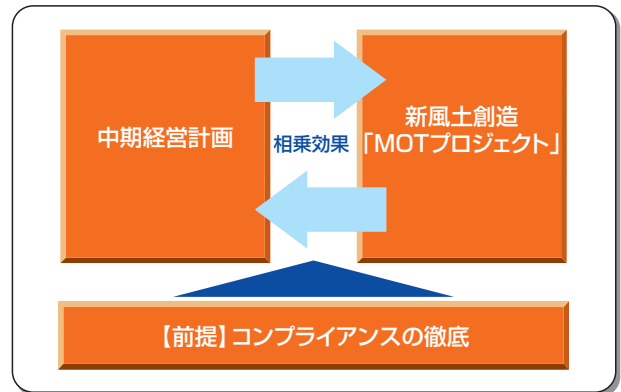 中期経営計画
相乗効果
新風土創造
「MOTプロジェクト」
【前提】コンプライアンスの徹底